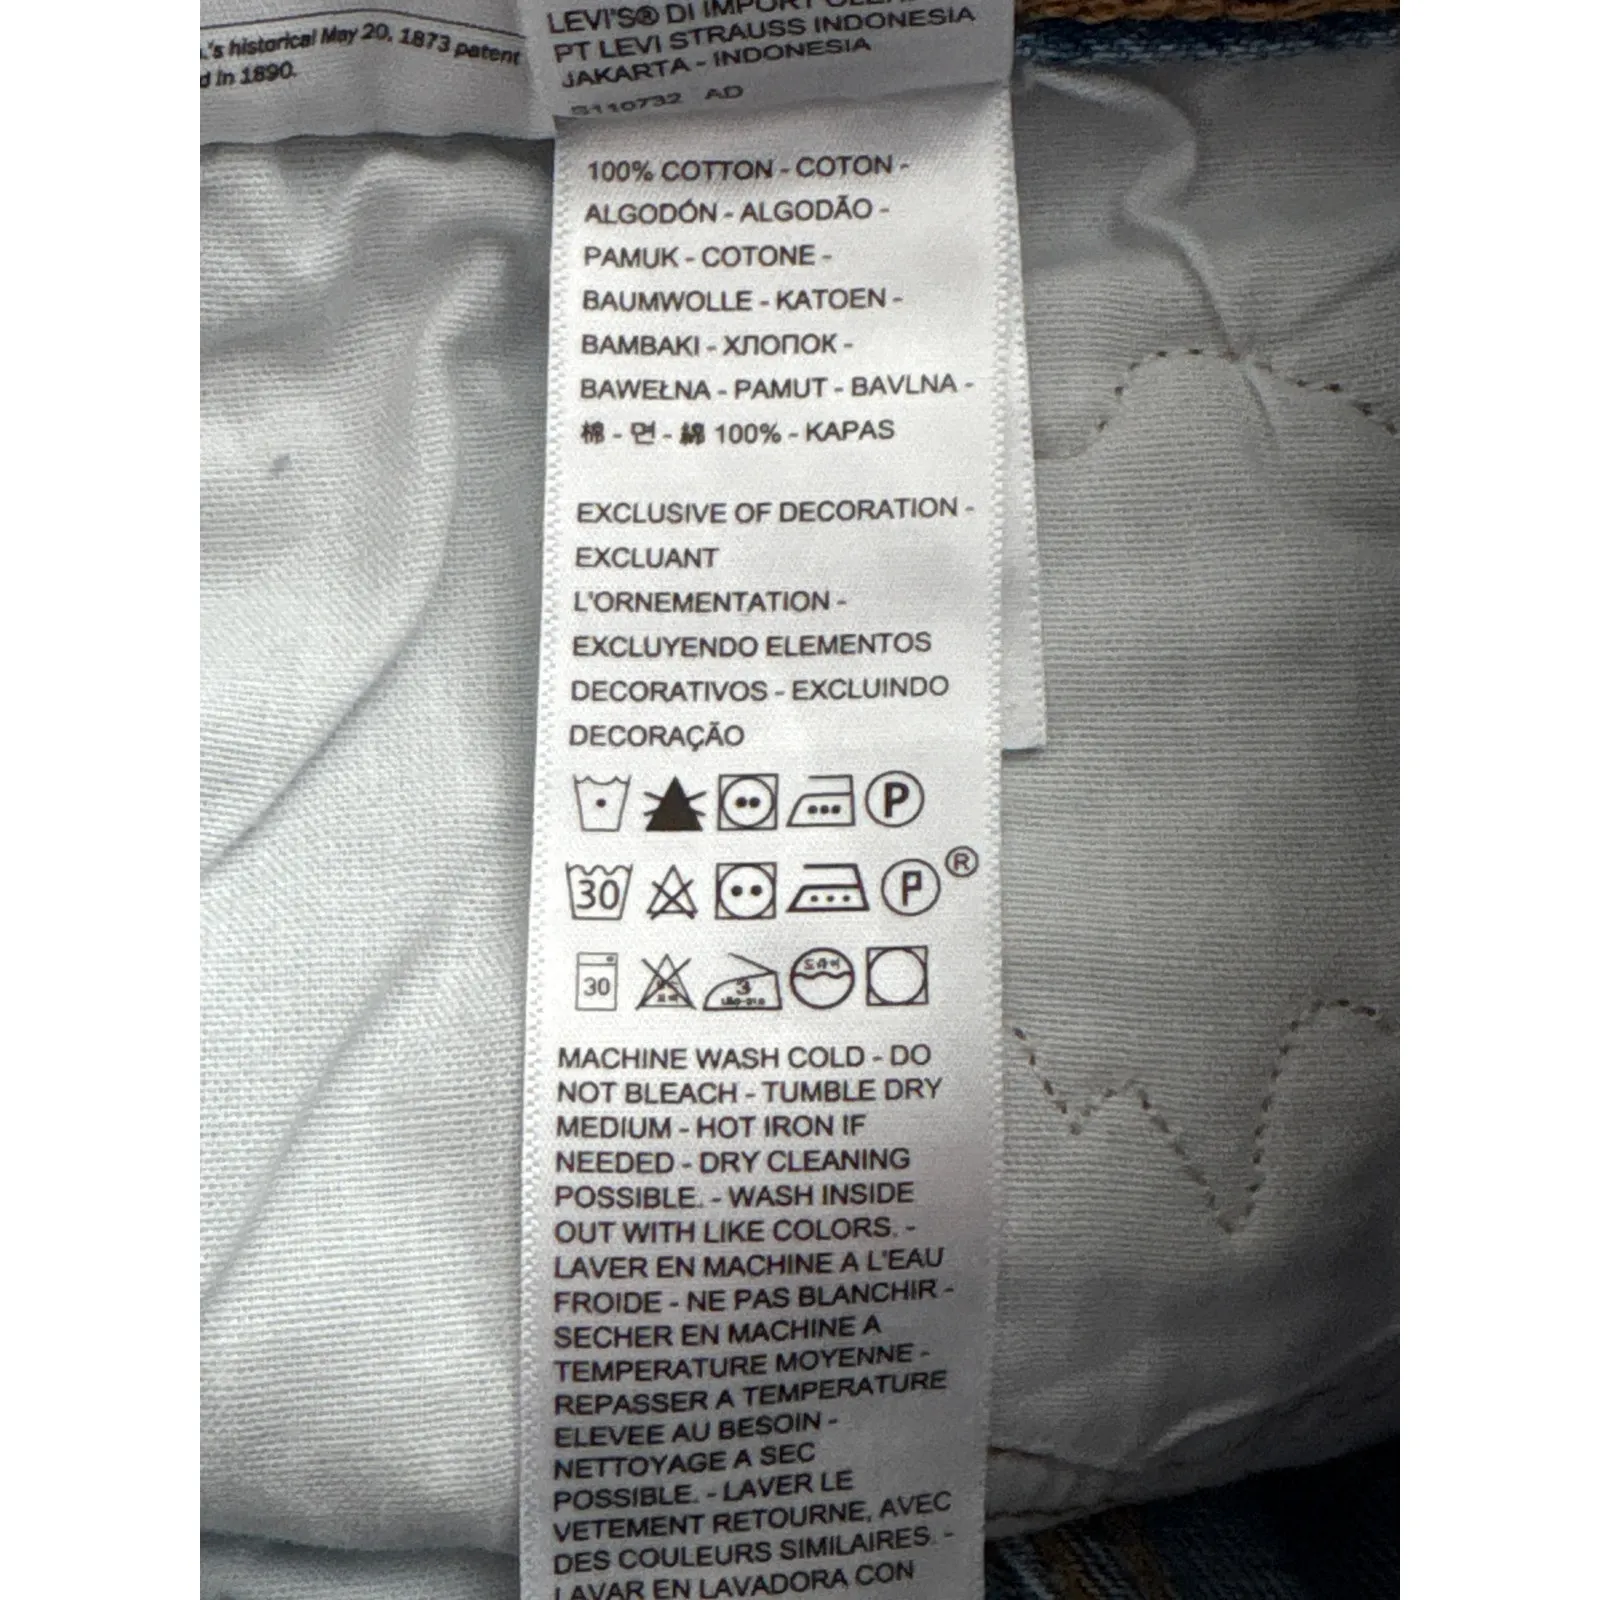 's historical May 20, 1873 patent
d in 1890.
LEVI'S® DI IMPORT
PT LEVI STRAUSS INDONESIA
JAKARTA - INDONESIA
S110732 AD
100% COTTON - COTON -
ALGODÓN - ALGODÃO -
PAMUK - COTONE -
BAUMWOLLE - KATOEN -
BAMBAKI - ХЛОПОК -
BAWEŁNA - PAMUT - BAVLNA -
棉 - 면 - 綿 100% - KAPAS
EXCLUSIVE OF DECORATION -
EXCLUANT
L'ORNEMENTATION -
EXCLUYENDO ELEMENTOS
DECORATIVOS - EXCLUINDO
DECORAÇÃO
P
30 P ®
30 3 드라이
MACHINE WASH COLD - DO
NOT BLEACH - TUMBLE DRY
MEDIUM - HOT IRON IF
NEEDED - DRY CLEANING
POSSIBLE. - WASH INSIDE
OUT WITH LIKE COLORS. -
LAVER EN MACHINE A L'EAU
FROIDE - NE PAS BLANCHIR -
SECHER EN MACHINE A
TEMPERATURE MOYENNE -
REPASSER A TEMPERATURE
ELEVEE AU BESOIN -
NETTOYAGE A SEC
POSSIBLE. - LAVER LE
VETEMENT RETOURNE, AVEC
DES COULEURS SIMILAIRES. -
LAVAR EN LAVADORA CON